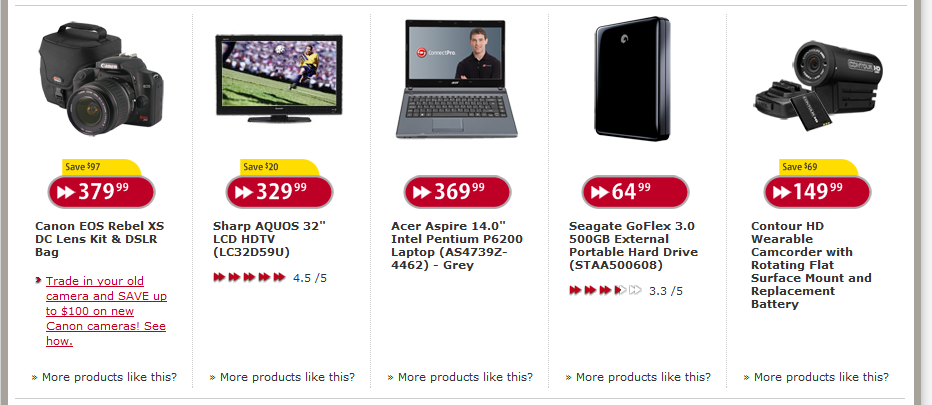 Save $97
379 99
Canon EOS Rebel XS
DC Lens Kit & DSLR
Bag
Trade in your old
camera and SAVE up
to $100 on new
Canon cameras! See
how.
» More products like this?
Save $20
329 99
Sharp AQUOS 32"
LCD HDTV
(LC32D59U)
4.5 /5
» More products like this?
ConnectPro
acer
369 99
Acer Aspire 14.0"
Intel Pentium P6200
Laptop (AS4739Z-
4462) - Grey
» More products like this?
64 99
Seagate GoFlex 3.0
500GB External
Portable Hard Drive
(STAA500608)
3.3 /5
» More products like this?
CONTOUR HD
Save $69
149 99
Contour HD
Wearable
Camcorder with
Rotating Flat
Surface Mount and
Replacement
Battery
» More products like this?
Canon